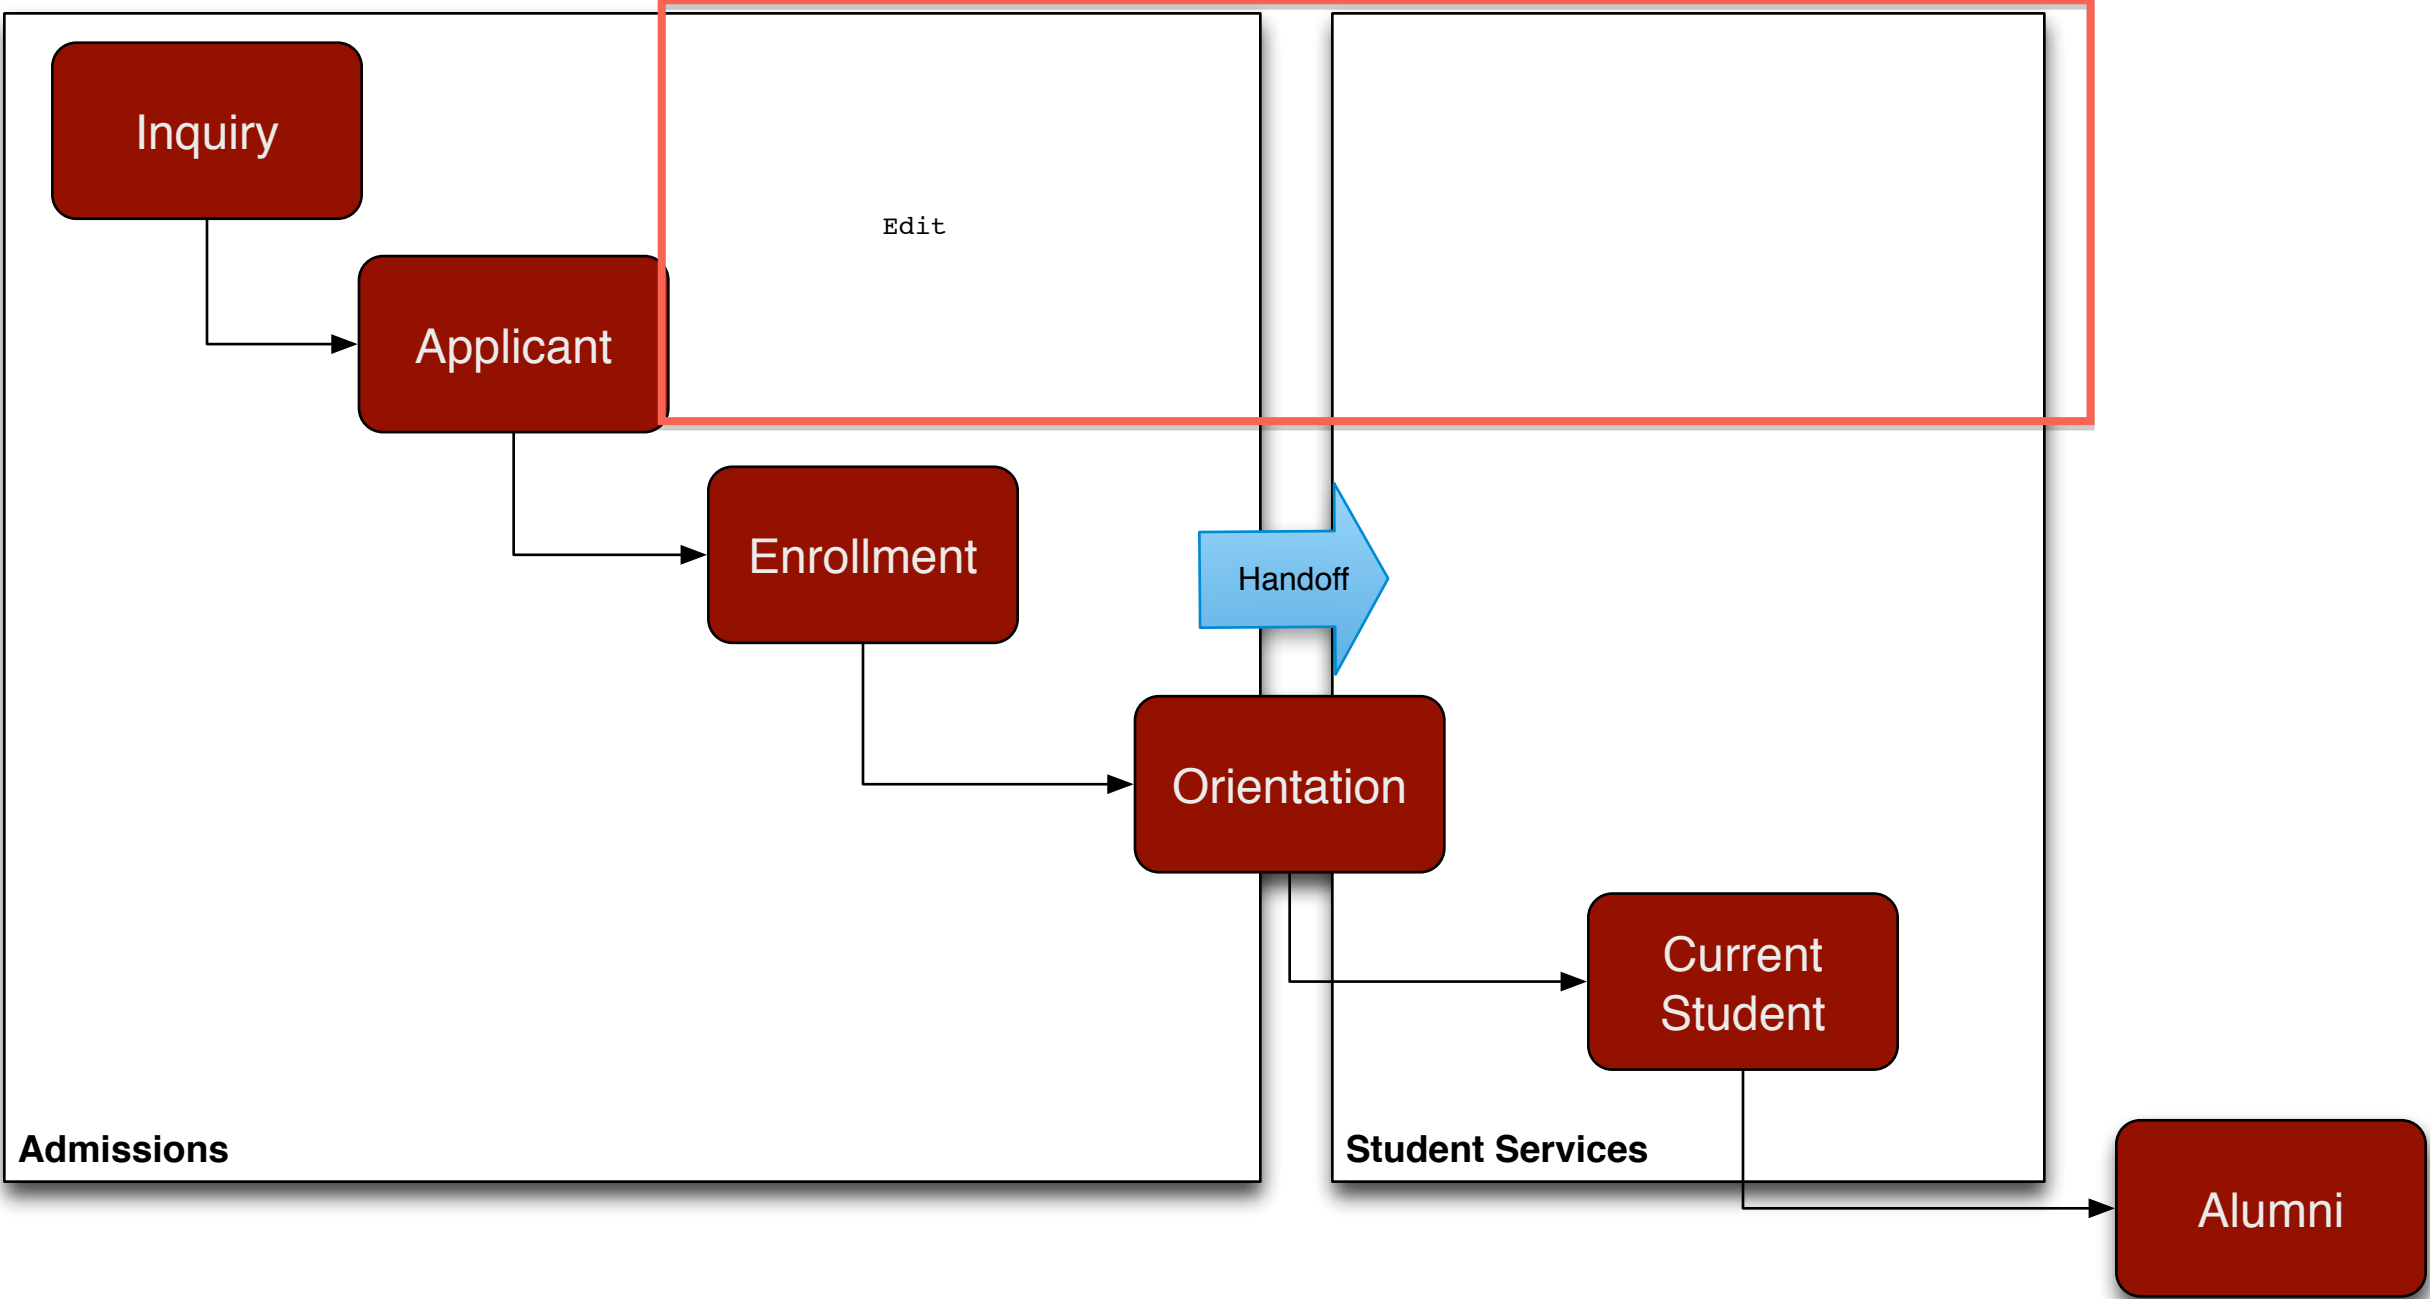 Inquiry
Edit
Applicant
Enrollment
Handoff
Orientation
Current
Student
Admissions
Student Services
Alumni